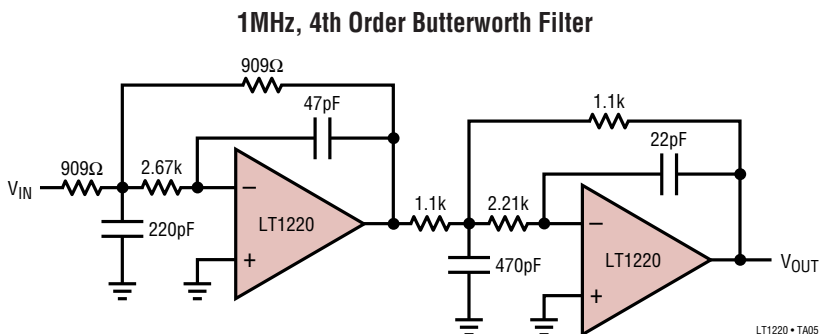 1MHz, 4th Order Butterworth Filter
909Ω
47pF
1.1k
22pF
909Ω
2.67k
VIN
−
220pF
LT1220
+
1.1k
2.21k
−
470pF
LT1220
+
VOUT
LT1220 • TA05